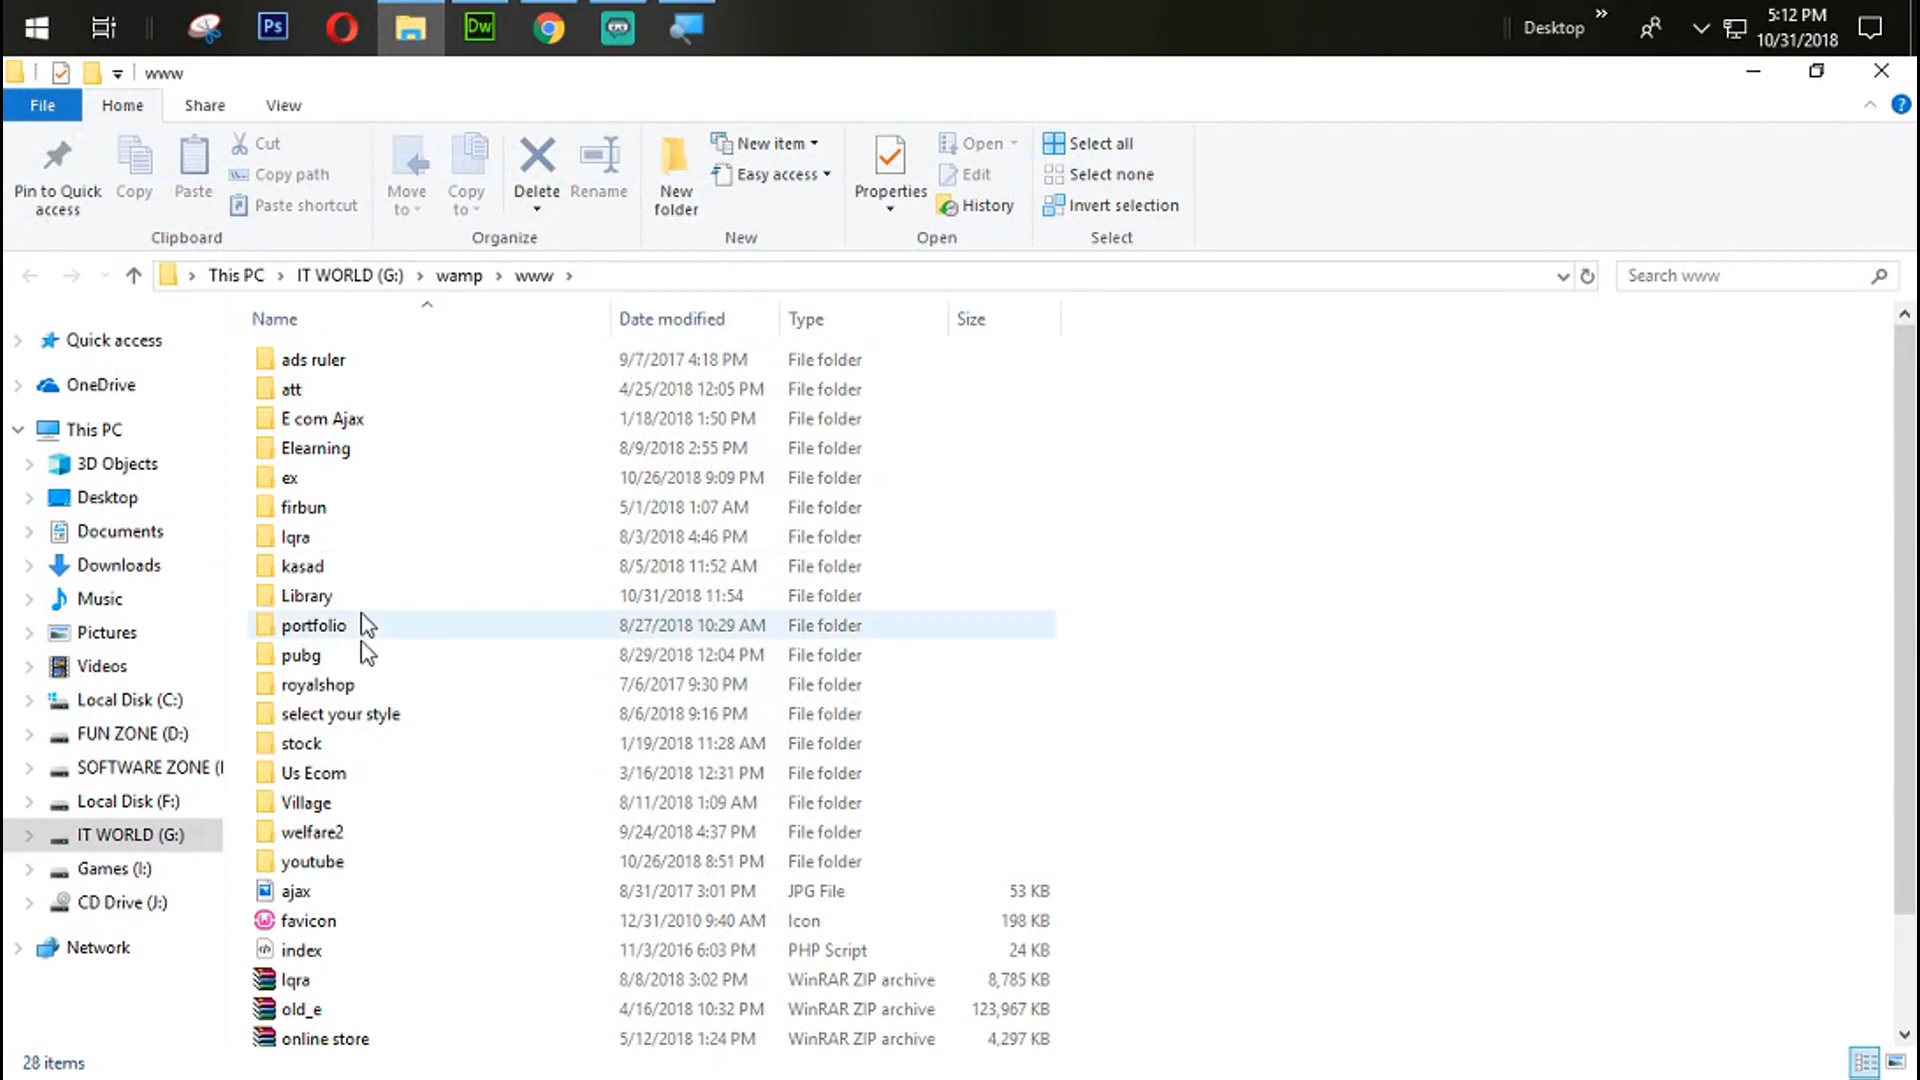 Ps Dw Desktop » 5:12 PM
10/31/2018
www
File Home Share View
Pin to Quick access Copy Paste Cut Copy path Paste shortcut Move to Copy to Delete Rename New folder New item Easy access Properties Open Edit History Select all Select none Invert selection
Clipboard Organize New Open Select
This PC > IT WORLD (G:) > wamp > www > Search www
Name Date modified Type Size
Quick access
OneDrive
This PC
3D Objects
Desktop
Documents
Downloads
Music
Pictures
Videos
Local Disk (C:)
FUN ZONE (D:)
SOFTWARE ZONE (
Local Disk (F:)
IT WORLD (G:)
Games (I:)
CD Drive (J:)
Network
ads ruler 9/7/2017 4:18 PM File folder
att 4/25/2018 12:05 PM File folder
E com Ajax 1/18/2018 1:50 PM File folder
Elearning 8/9/2018 2:55 PM File folder
ex 10/26/2018 9:09 PM File folder
firbun 5/1/2018 1:07 AM File folder
Iqra 8/3/2018 4:46 PM File folder
kasad 8/5/2018 11:52 AM File folder
Library 10/31/2018 11:54 File folder
portfolio 8/27/2018 10:29 AM File folder
pubg 8/29/2018 12:04 PM File folder
royalshop 7/6/2017 9:30 PM File folder
select your style 8/6/2018 9:16 PM File folder
stock 1/19/2018 11:28 AM File folder
Us Ecom 3/16/2018 12:31 PM File folder
Village 8/11/2018 1:09 AM File folder
welfare2 9/24/2018 4:37 PM File folder
youtube 10/26/2018 8:51 PM File folder
ajax 8/31/2017 3:01 PM JPG File 53 KB
favicon 12/31/2010 9:40 AM Icon 198 KB
index 11/3/2016 6:03 PM PHP Script 24 KB
Iqra 8/8/2018 3:02 PM WinRAR ZIP archive 8,785 KB
old_e 4/16/2018 10:32 PM WinRAR ZIP archive 123,967 KB
online store 5/12/2018 1:24 PM WinRAR ZIP archive 4,297 KB
28 items